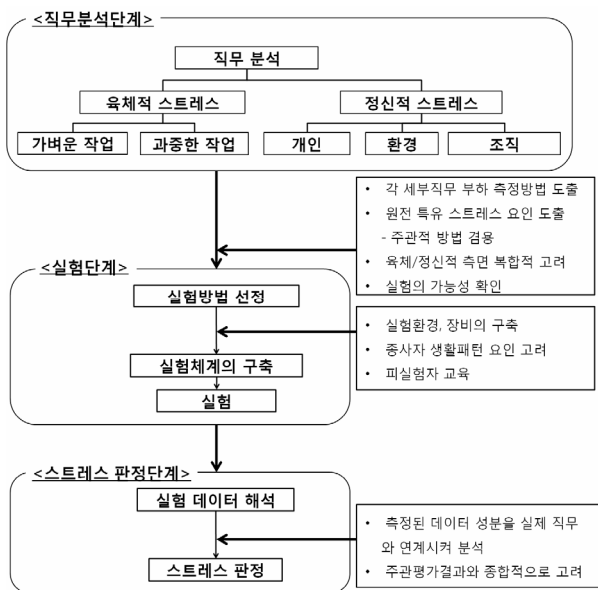 <직무분석단계>
직무 분석
육체적 스트레스
정신적 스트레스
가벼운 작업
과중한 작업
개인
환경
조직
• 각 세부직무 부하 측정방법 도출
• 원전 특유 스트레스 요인 도출
- 주관적 방법 겸용
• 육체/정신적 측면 복합적 고려
• 실험의 가능성 확인
<실험단계>
실험방법 선정
• 실험환경, 장비의 구축
• 종사자 생활패턴 요인 고려
• 피실험자 교육
실험체계의 구축
실험
<스트레스 판정단계>
실험 데이터 해석
• 측정된 데이터 성분을 실제 직무
와 연계시켜 분석
• 주관평가결과와 종합적으로 고려
스트레스 판정